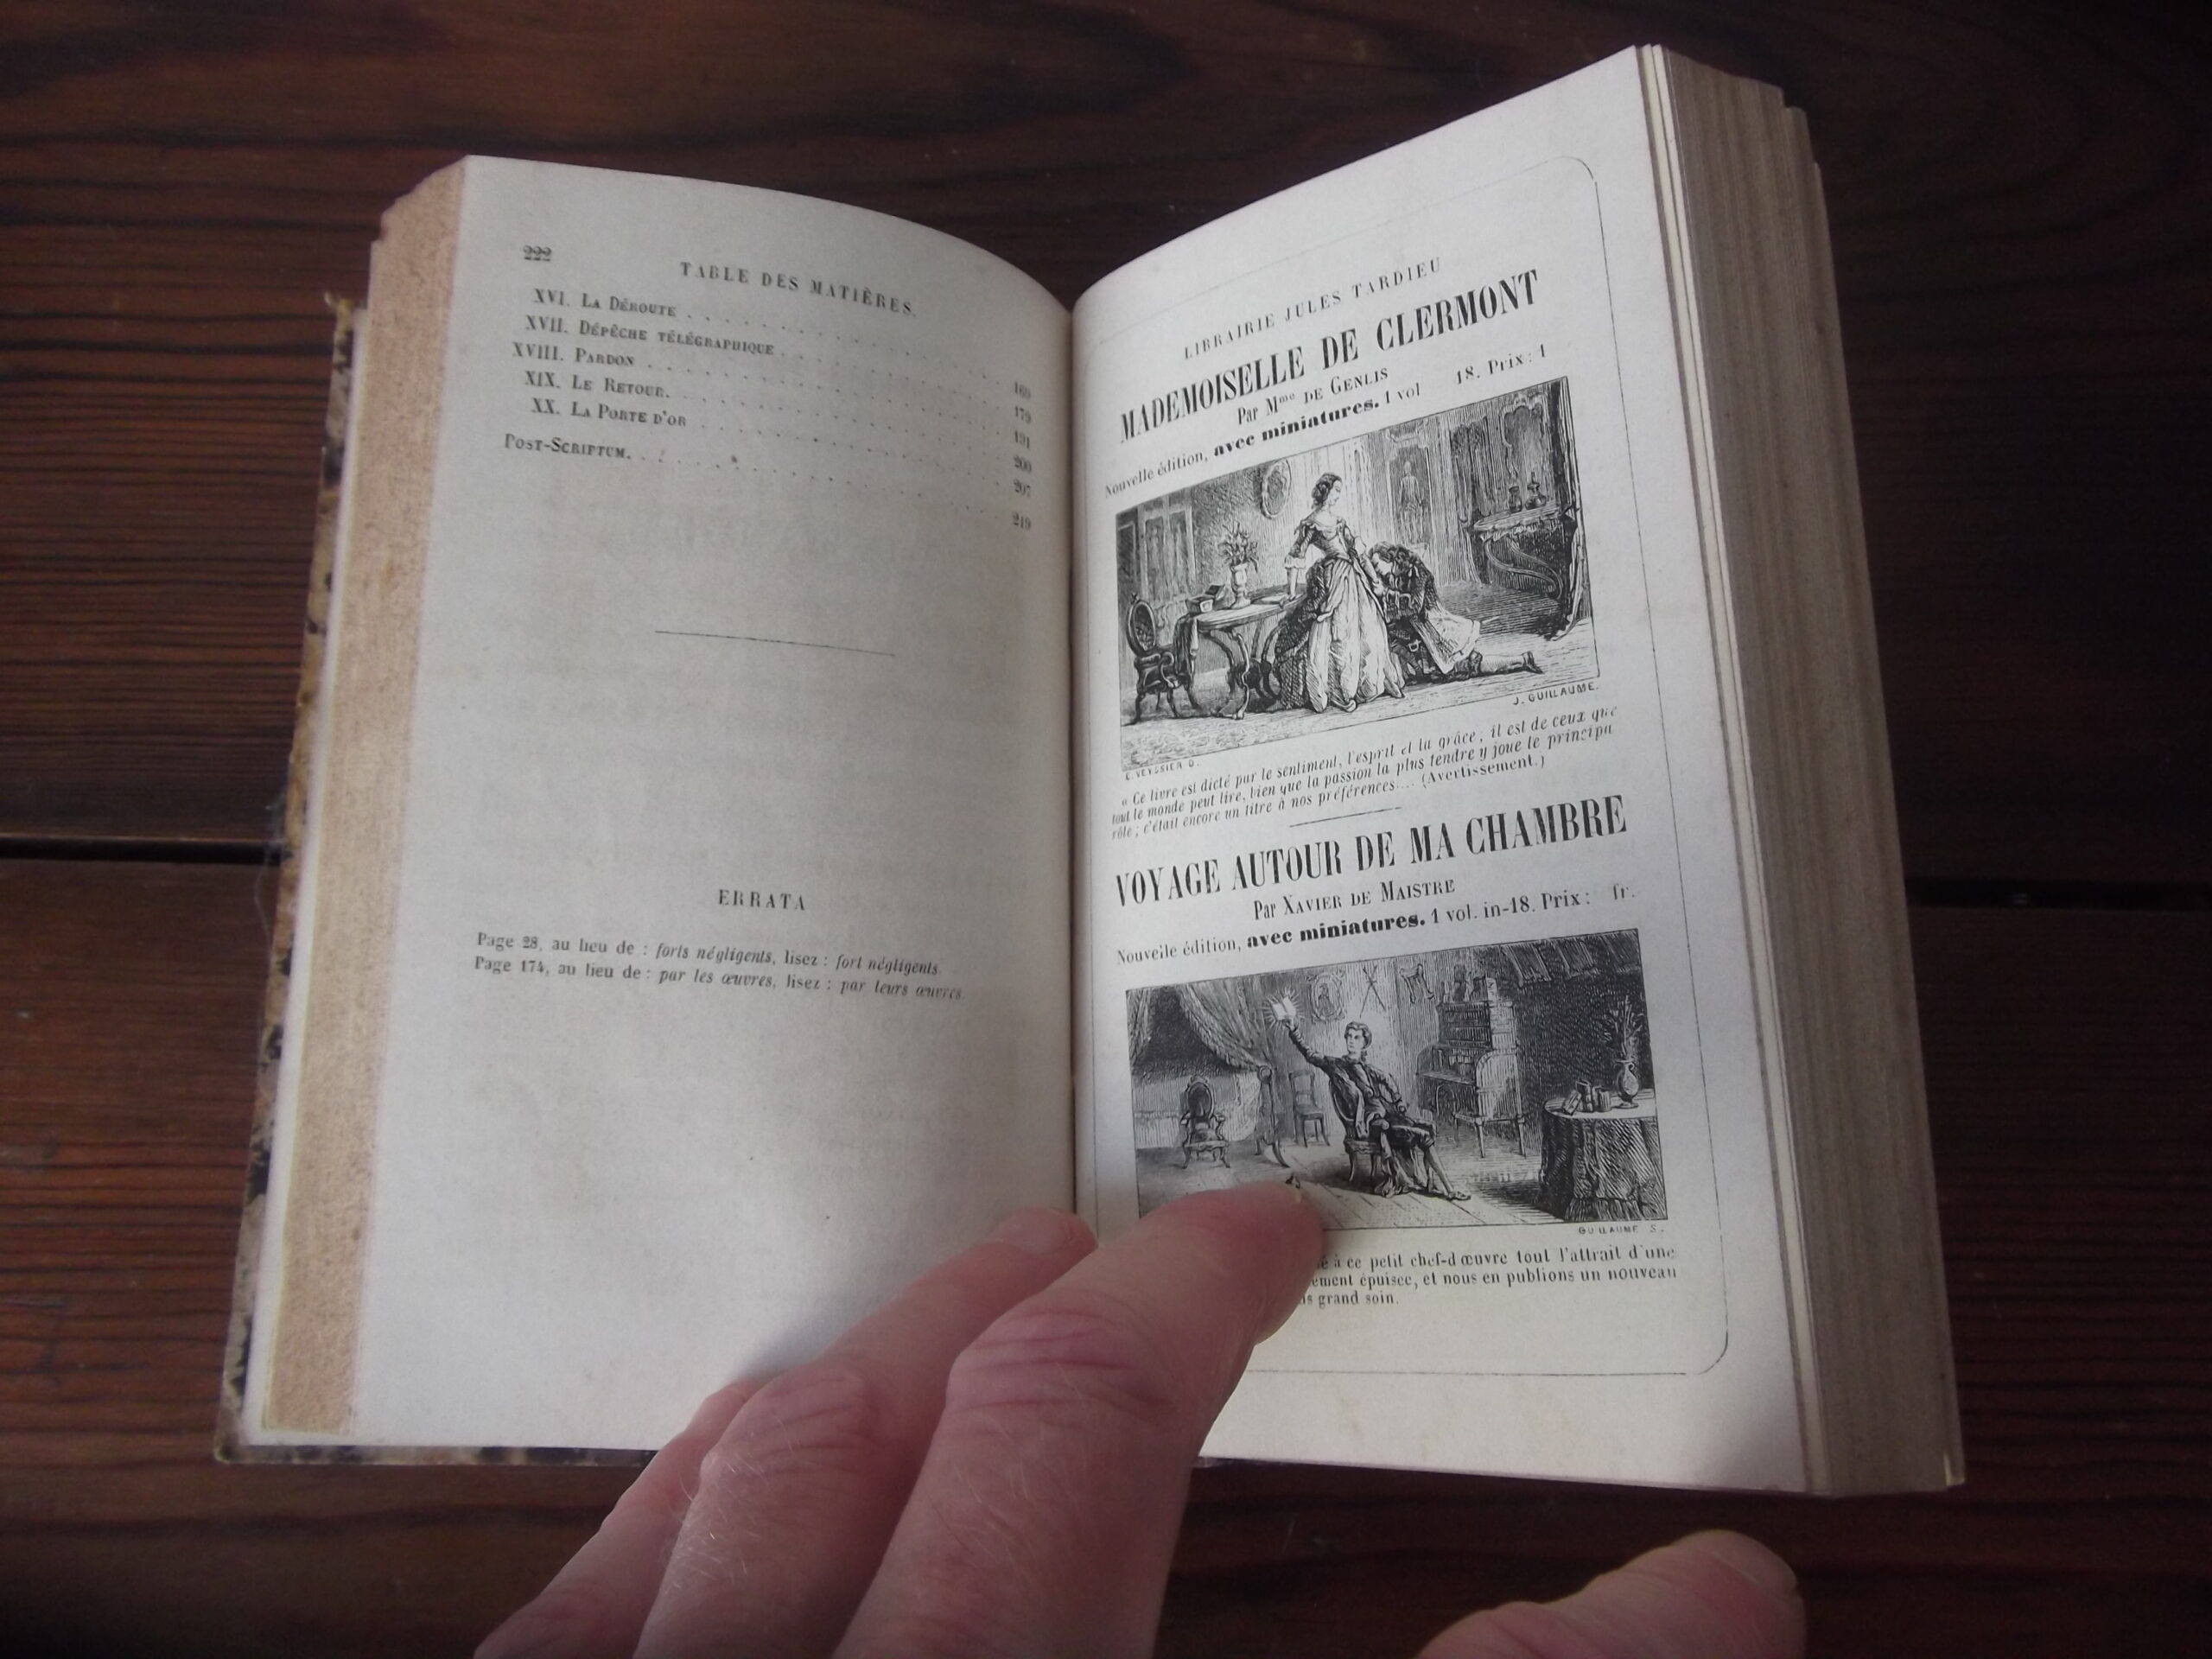 222
TABLE DES MATIÈRES.
XVI. La Déroute . . . . . . . . . . 169
XVII. Dépêche télégraphique . . . . . . . . . . 179
XVIII. Pardon . . . . . . . . . . 191
XIX. Le Retour. . . . . . . . . . . 200
XX. La Porte d'or . . . . . . . . . . 207
Post-Scriptum. . . . . . . . . . . 219
ERRATA
Page 28, au lieu de : forts négligents, lisez : fort négligents
Page 174, au lieu de : par les œuvres, lisez : par leurs œuvres
LIBRAIRIE JULES TARDIEU
MADEMOISELLE DE CLERMONT
Par Mme DE GENLIS
Nouvelle édition, avec miniatures. 1 vol 18. Prix : 1
J. GUILLAUME.
E. VEYSSIER D.
« Ce livre est dicté par le sentiment, l'esprit et la grâce, il est de ceux que
tout le monde peut lire, bien que la passion la plus tendre y joue le principa
rôle ; c'était encore un titre à nos préférences... (Avertissement.)
VOYAGE AUTOUR DE MA CHAMBRE
Par XAVIER DE MAISTRE
Nouvelle édition, avec miniatures. 1 vol. in-18. Prix : fr.
GUILLAUME S.
à ce petit chef-d'œuvre tout l'attrait d'une
ement épuisée, et nous en publions un nouveau
s grand soin.